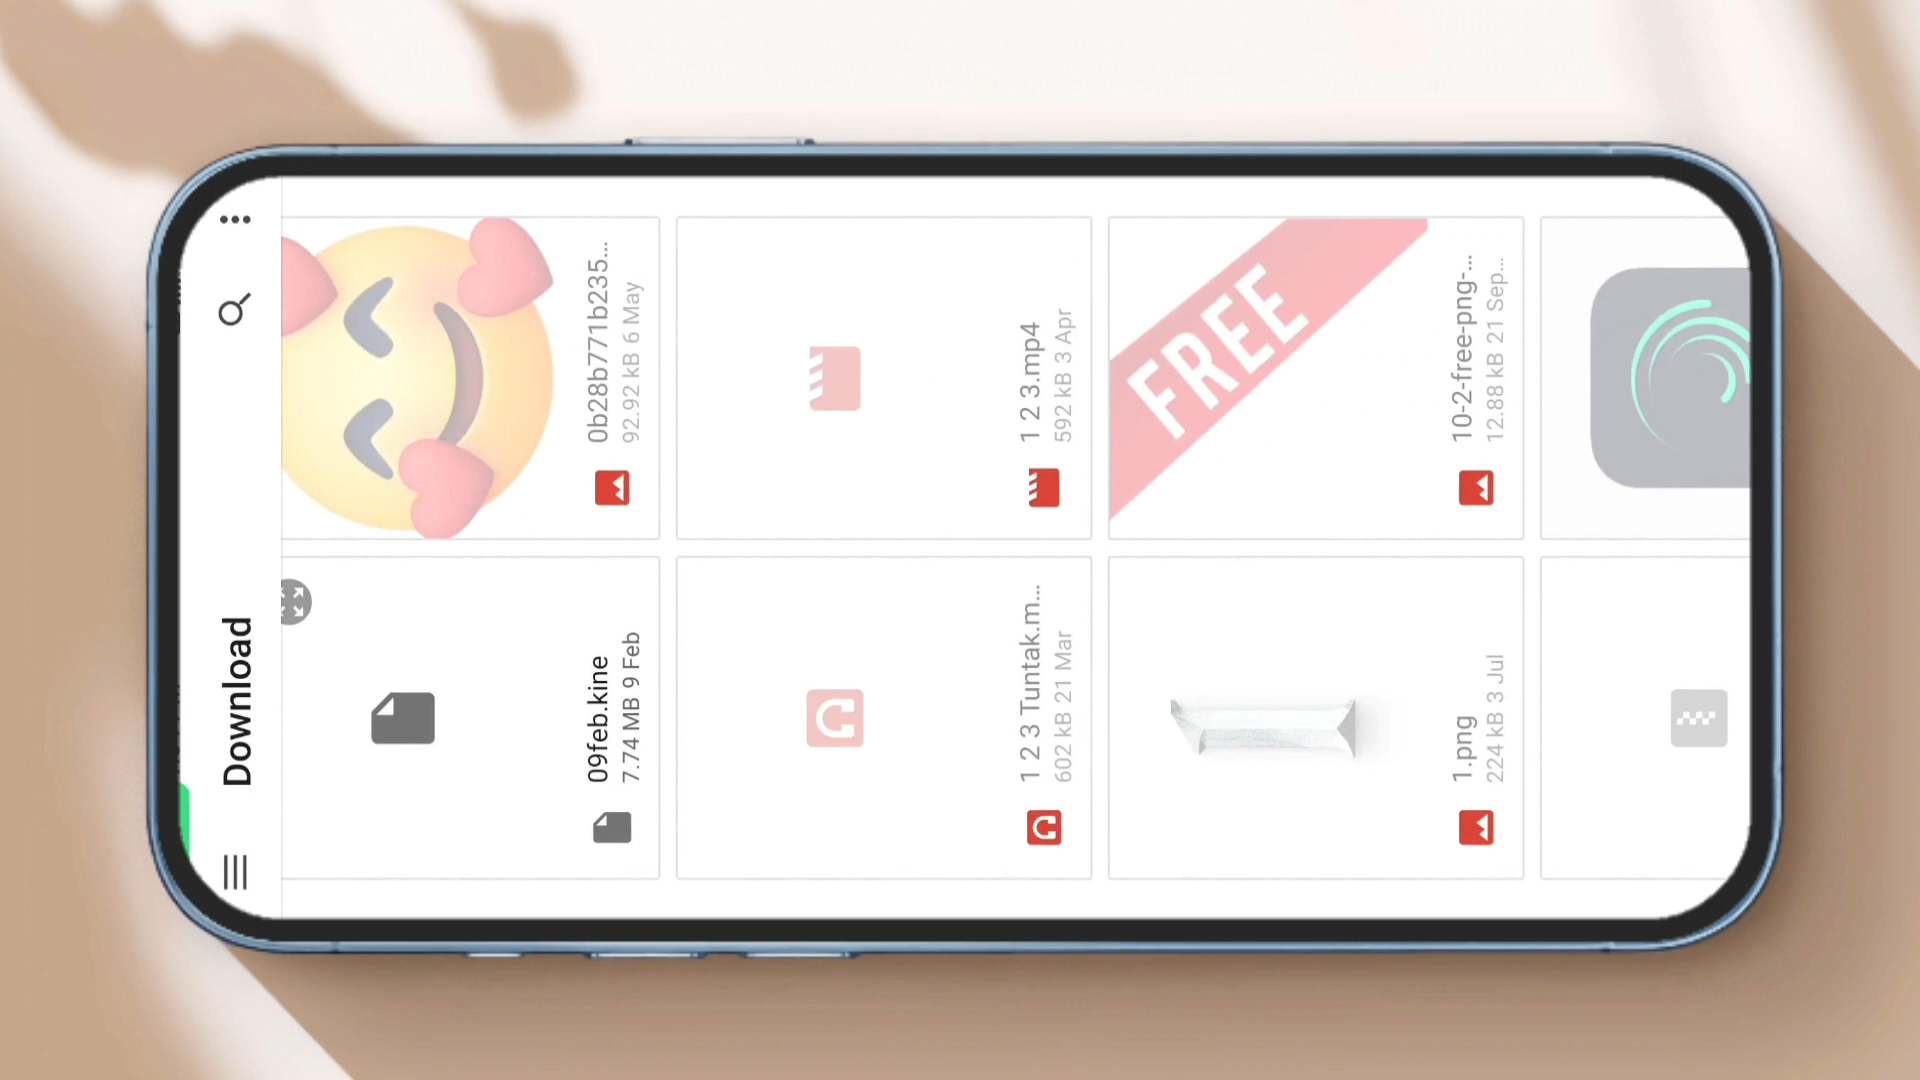 Download
09feb.kine
7.74 MB 9 Feb
0b28b771b235...
92.92 kB 6 May
1 2 3 Tuntak.m...
602 kB 21 Mar
1 2 3.mp4
592 kB 3 Apr
1.png
224 kB 3 Jul
FREE
10-2-free-png-...
12.88 kB 21 Sep...